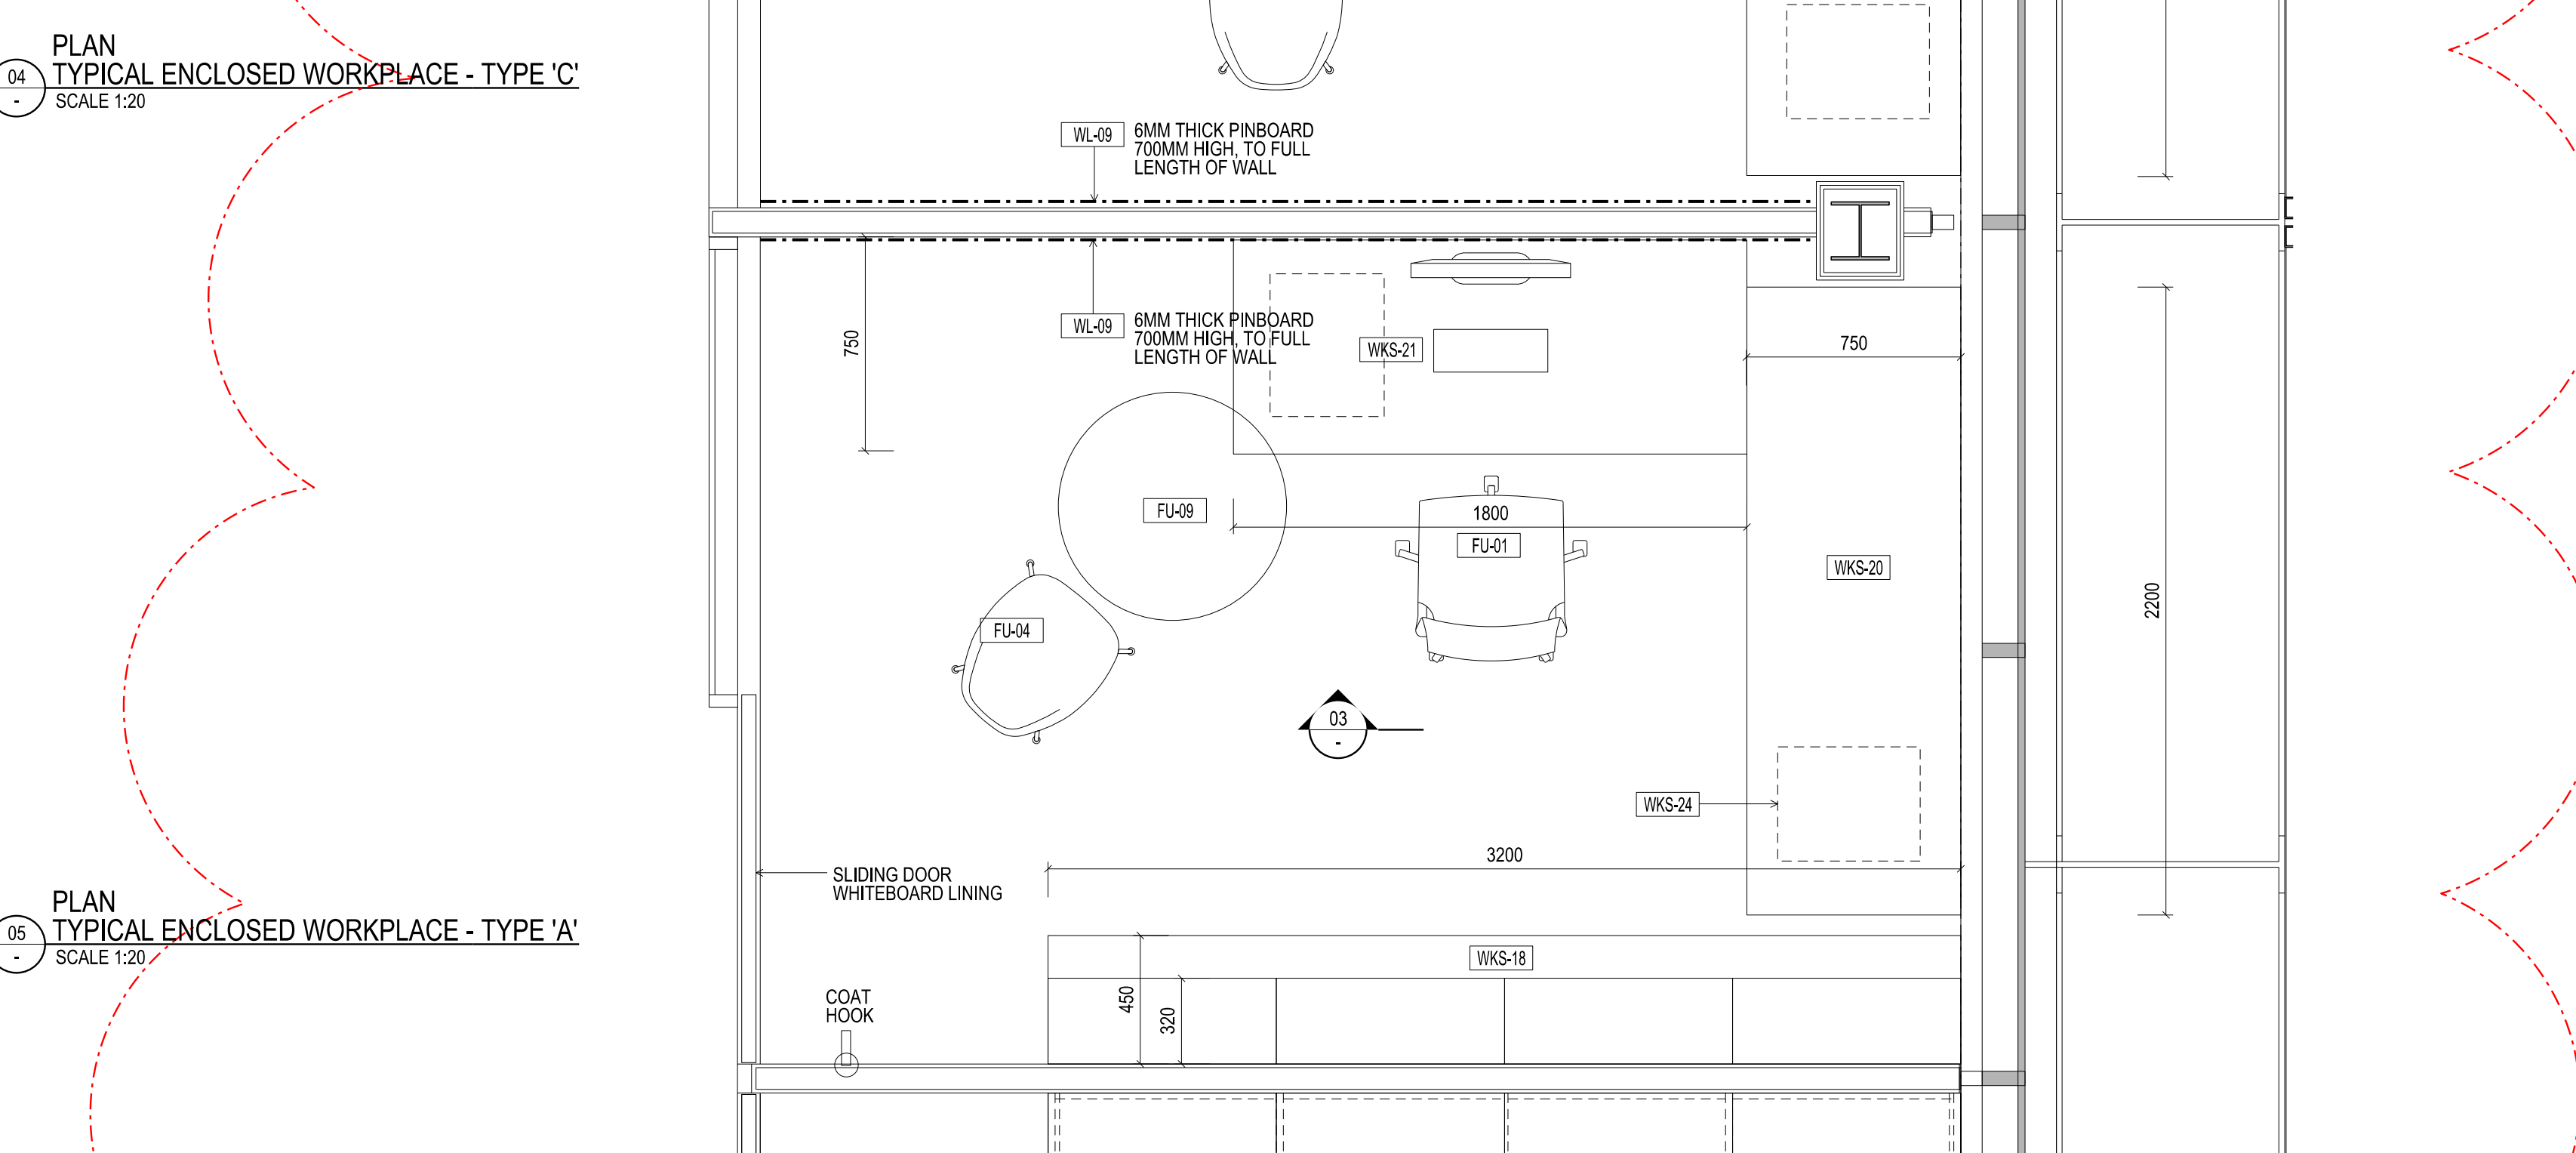 PLAN
04
TYPICAL ENCLOSED WORKPLACE - TYPE 'C'
-
SCALE 1:20
WL-09
6MM THICK PINBOARD
700MM HIGH, TO FULL
LENGTH OF WALL
WL-09
6MM THICK PINBOARD
700MM HIGH, TO FULL
LENGTH OF WALL
750
WKS-21
750
FU-09
1800
FU-01
WKS-20
2200
FU-04
03
-
WKS-24
3200
SLIDING DOOR
WHITEBOARD LINING
PLAN
05
TYPICAL ENCLOSED WORKPLACE - TYPE 'A'
-
SCALE 1:20
WKS-18
COAT
HOOK
450
320